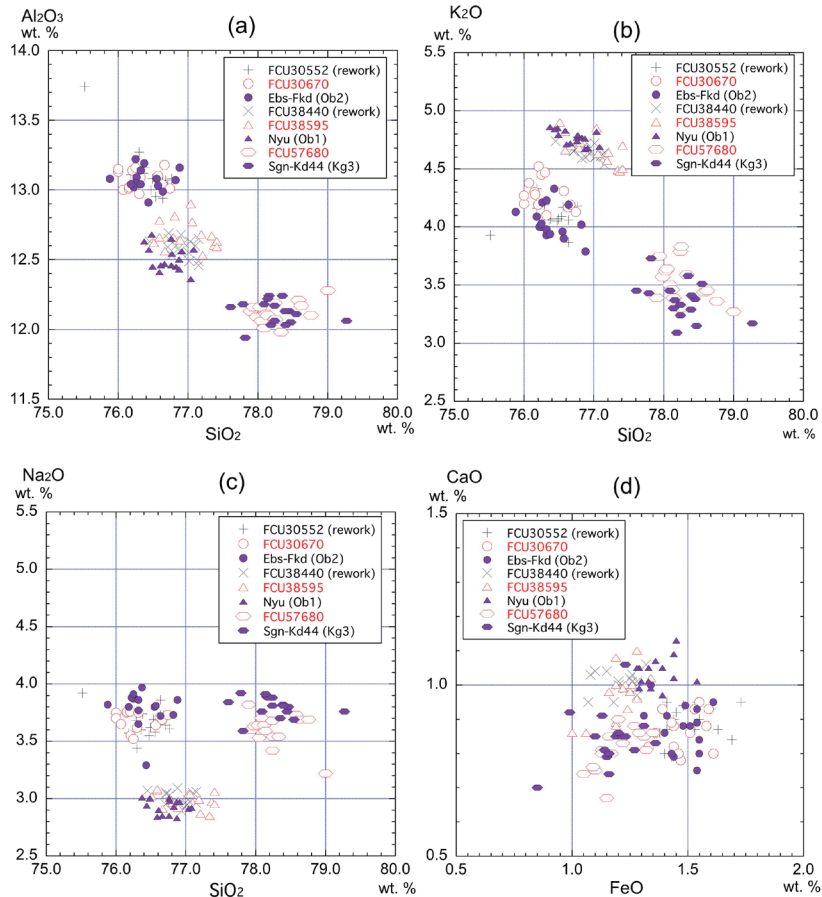 Al2O3
wt. %
(a)
14.0
13.5
13.0
12.5
12.0
11.5
75.0 76.0 77.0 78.0 79.0 80.0
SiO2
wt. %
FCU30552 (rework)
FCU30670
Ebs-Fkd (Ob2)
FCU38440 (rework)
FCU38595
Nyu (Ob1)
FCU57680
Sgn-Kd44 (Kg3)
K2O
wt. %
(b)
5.5
5.0
4.5
4.0
3.5
3.0
2.5
75.0 76.0 77.0 78.0 79.0 80.0
SiO2
wt. %
FCU30552 (rework)
FCU30670
Ebs-Fkd (Ob2)
FCU38440 (rework)
FCU38595
Nyu (Ob1)
FCU57680
Sgn-Kd44 (Kg3)
Na2O
wt. %
(c)
5.5
5.0
4.5
4.0
3.5
3.0
2.5
75.0 76.0 77.0 78.0 79.0 80.0
SiO2
wt. %
FCU30552 (rework)
FCU30670
Ebs-Fkd (Ob2)
FCU38440 (rework)
FCU38595
Nyu (Ob1)
FCU57680
Sgn-Kd44 (Kg3)
CaO
wt. %
(d)
1.5
1.0
0.5
0.5 1.0 1.5 2.0
FeO
wt. %
FCU30552 (rework)
FCU30670
Ebs-Fkd (Ob2)
FCU38440 (rework)
FCU38595
Nyu (Ob1)
FCU57680
Sgn-Kd44 (Kg3)